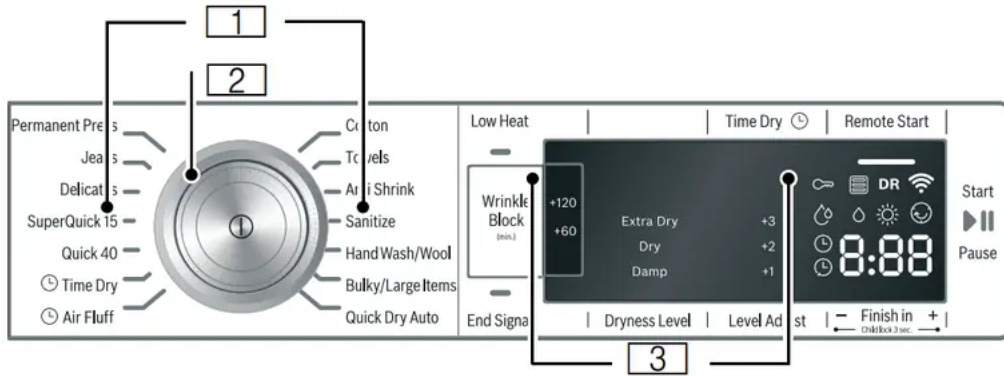 1
2
Permanent Press
Jeans
Delicates
SuperQuick 15
Quick 40
Time Dry
Air Fluff
Cotton
Towels
Anti Shrink
Sanitize
Hand Wash/Wool
Bulky/Large Items
Quick Dry Auto
Low Heat
Wrinkle
Block
(min.)
+120
+60
End Signal
Time Dry
Remote Start
Extra Dry +3
Dry +2
Damp +1
DR
8:88
Dryness Level
Level Adjust
- Finish in +
Child lock 3 sec.
Start
Pause
3